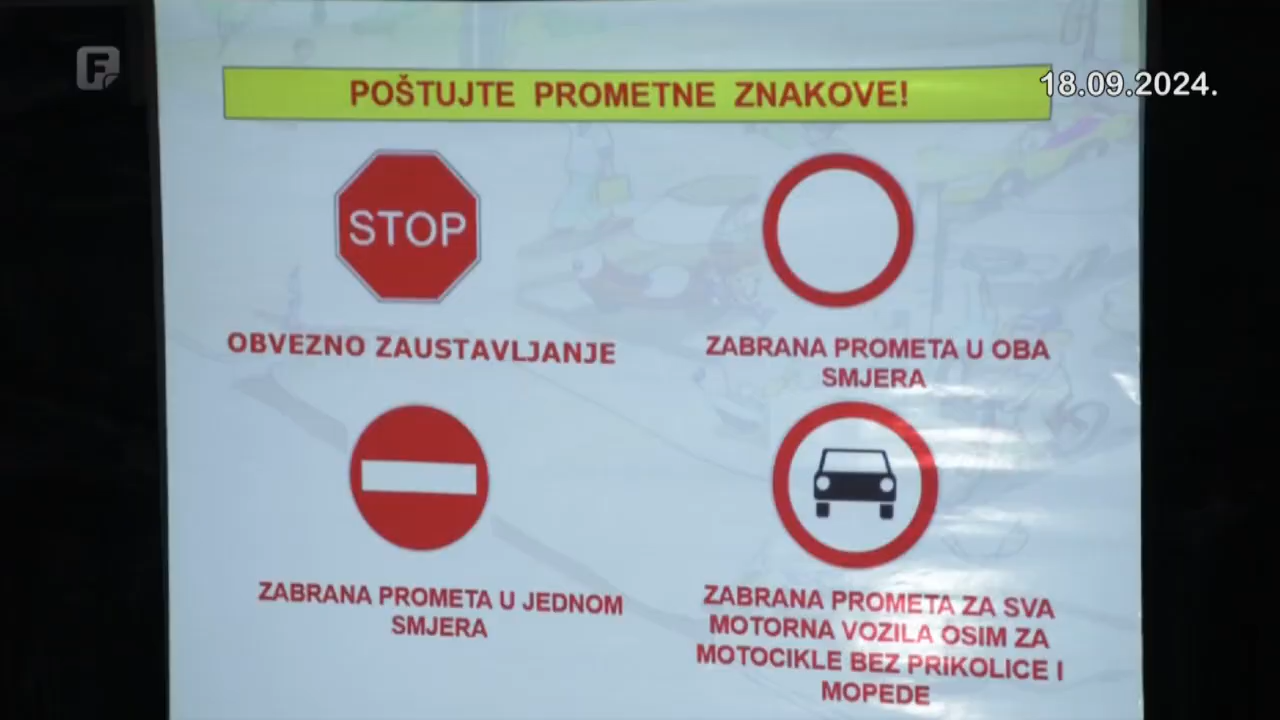 F
POŠTUJTE PROMETNE ZNAKOVE!
18.09.2024.
STOP
OBVEZNO ZAUSTAVLJANJE
ZABRANA PROMETA U OBA
SMJERA
ZABRANA PROMETA U JEDNOM
SMJERA
ZABRANA PROMETA ZA SVA
MOTORNA VOZILA OSIM ZA
MOTOCIKLE BEZ PRIKOLICE I
MOPEDE